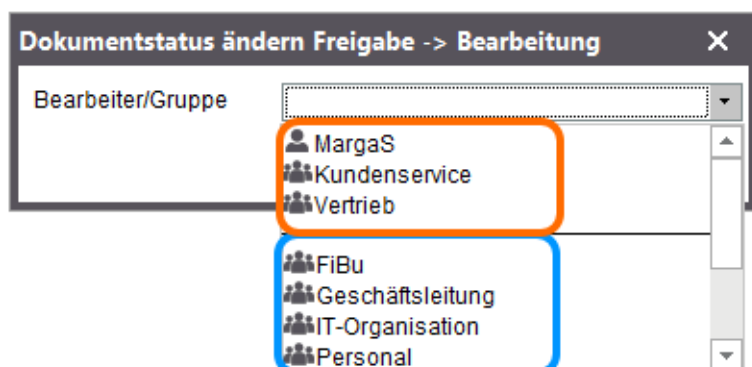 Dokumentstatus ändern Freigabe -> Bearbeitung
Bearbeiter/Gruppe
MargaS
Kundenservice
Vertrieb
FiBu
Geschäftsleitung
IT-Organisation
Personal